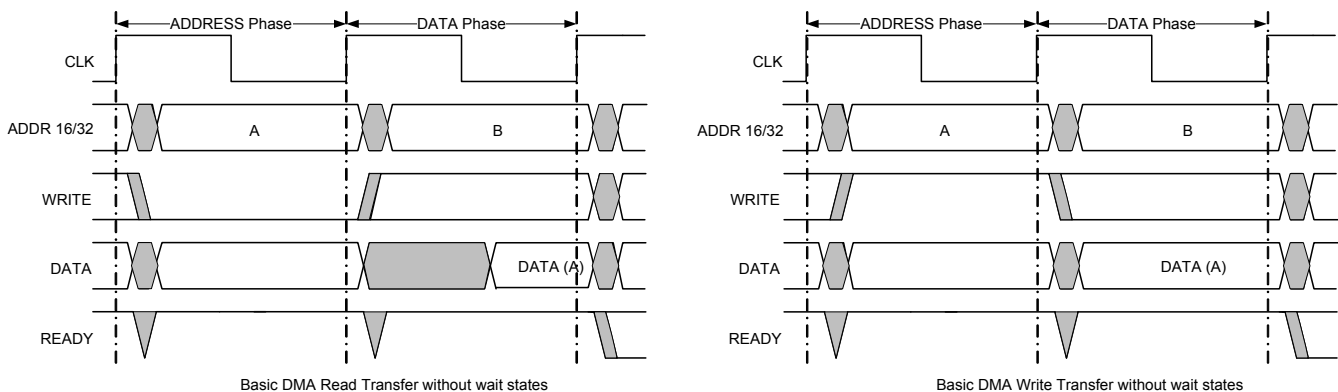 ADDRESS Phase DATA Phase
CLK
ADDR 16/32 A B
WRITE
DATA DATA (A)
READY
Basic DMA Read Transfer without wait states
ADDRESS Phase DATA Phase
CLK
ADDR 16/32 A B
WRITE
DATA DATA (A)
READY
Basic DMA Write Transfer without wait states